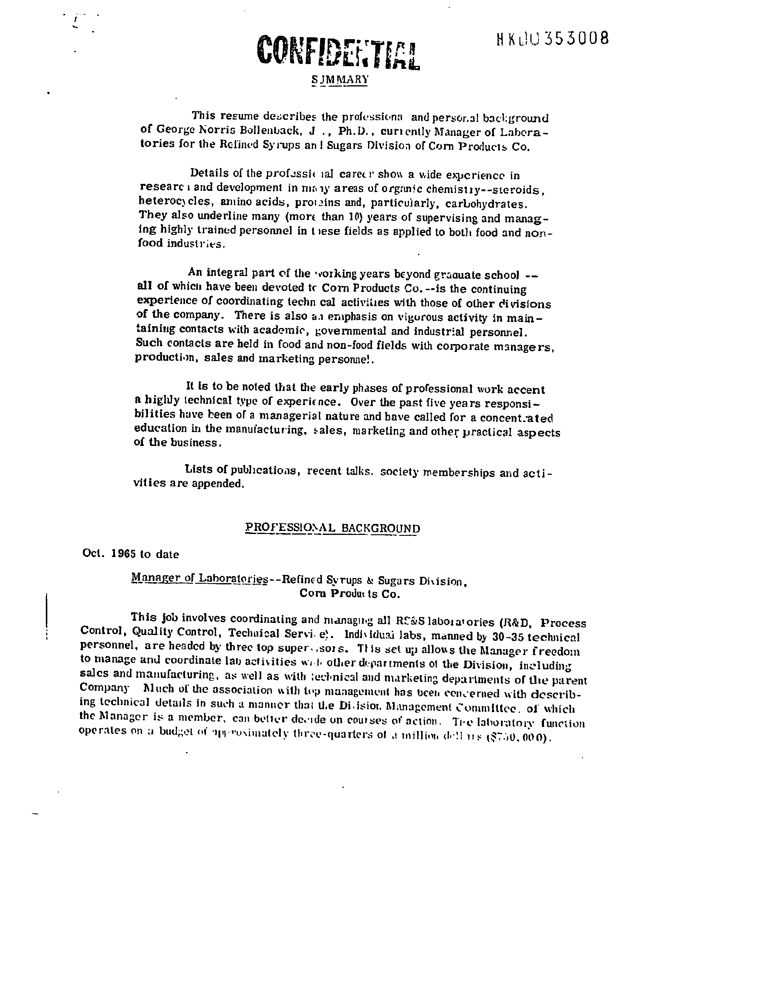 CONFIDENTIAL
HK00353008
SUMMARY
This resume describes the professiona and personal background
of George Norris Bollenback, J ., Ph.D., currently Manager of Labora-
tories for the Refined Syrups an Sugars Division of Corn Products Co.
Details of the professional career show a wide experience in
research and development in many areas of organic chemistry--steroids,
heterocycles, amino acids, proteins and, particularly, carbohydrates.
They also underline many (more than 10) years of supervising and manag-
ing highly trained personnel in these fields as applied to both food and non-
food industries.
An integral part of the working years beyond graduate school --
all of which have been devoted to Corn Products Co.--is the continuing
experience of coordinating techn cal activities with those of other divisions
of the company. There is also an emphasis on vigorous activity in main-
taining contacts with academic, governmental and industrial personnel.
Such contacts are held in food and non-food fields with corporate managers,
production, sales and marketing personnel.
It is to be noted that the early phases of professional work accent
a highly technical type of experience. Over the past five years responsi-
bilities have been of a managerial nature and have called for a concentrated
education in the manufacturing, sales, marketing and other practical aspects
of the business.
Lists of publications, recent talks, society memberships and acti-
vities are appended.
PROFESSIONAL BACKGROUND
Oct. 1965 to date
Manager of Laboratories--Refined Syrups & Sugars Division,
Corn Products Co.
This job involves coordinating and managing all RS&S laboratories (R&D, Process
Control, Quality Control, Technical Service). Individual labs, manned by 30-35 technical
personnel, are headed by three top supervisors. This set up allows the Manager freedom
to manage and coordinate lab activities with other departments of the Division, including
sales and manufacturing, as well as with technical and marketing departments of the parent
Company Much of the association with top management has been concerned with describ-
ing technical details in such a manner that the Division Management Committee, of which
the Manager is a member, can better decide on courses of action. The laboratory function
operates on a budget of approximately three-quarters of a million dollars ($750,000).